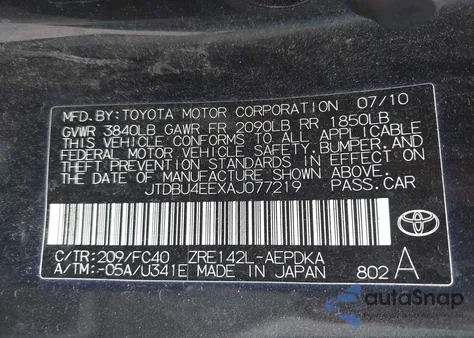 MFD.BY: TOYOTA MOTOR CORPORATION 07/10
GVWR 3840LB GAWR FR 2090LB RR 1850LB
THIS VEHICLE CONFORMS TO ALL APPLICABLE
FEDERAL MOTOR VEHICLE SAFETY, BUMPER, AND
THEFT PREVENTION STANDARDS IN EFFECT ON
THE DATE OF MANUFACTURE SHOWN ABOVE.
JTDBU4EEXAJ077219 PASS.CAR
C/TR:209/FC40 ZRE142L-AEPDKA
A/TM:-05A/U341E MADE IN JAPAN 802 A
TOYOTA
autoSnap